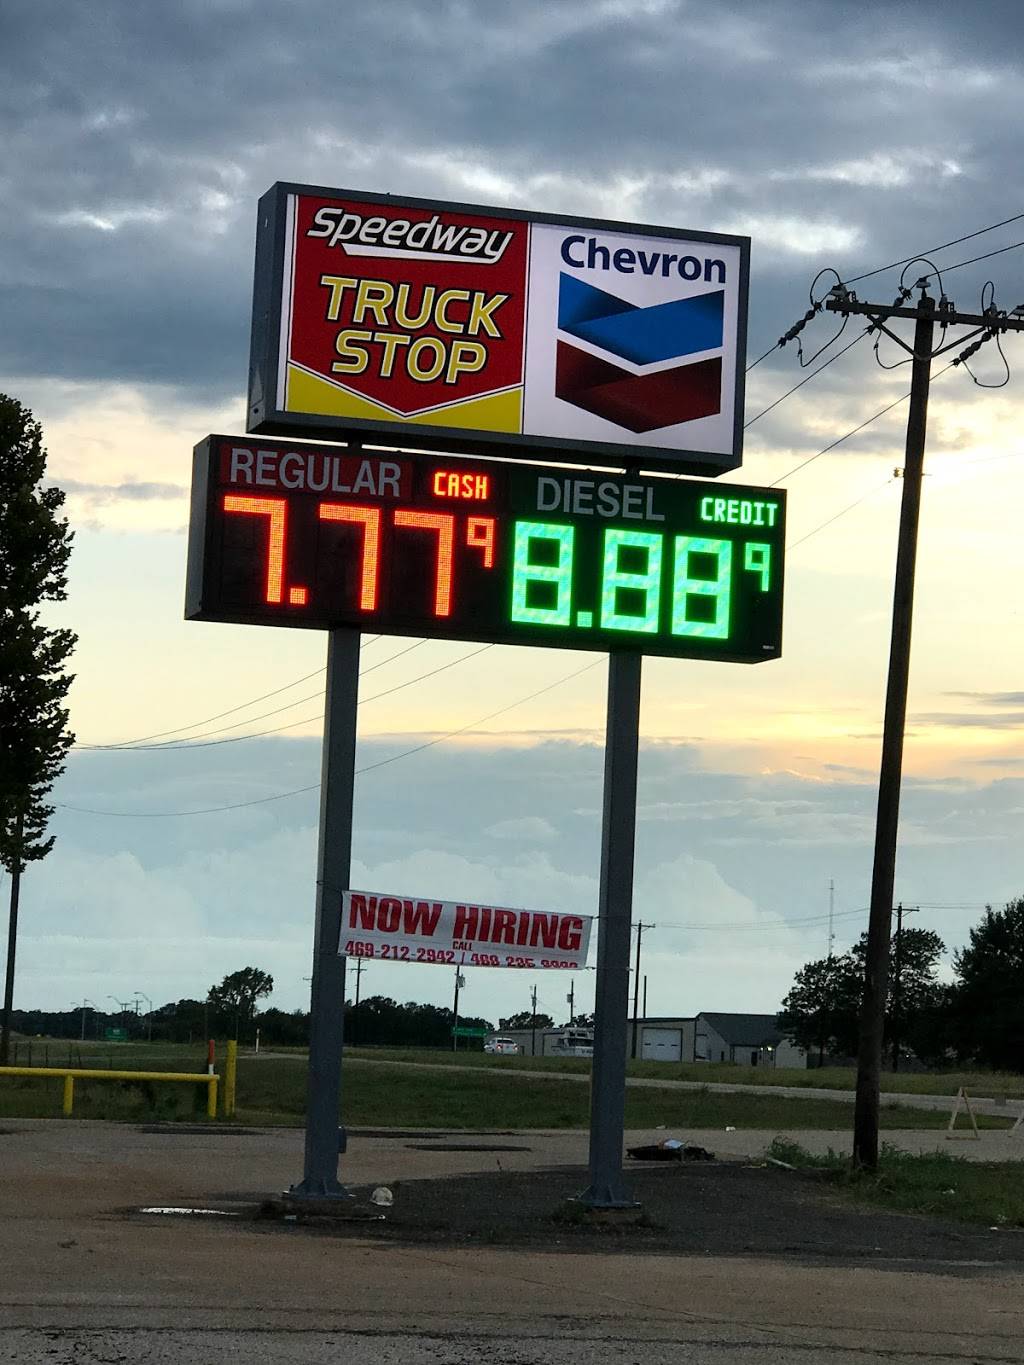 Speedway
TRUCK
STOP
Chevron
REGULAR CASH
7.77 9
DIESEL CREDIT
8.88 9
NOW HIRING
CALL
469-212-2942 /